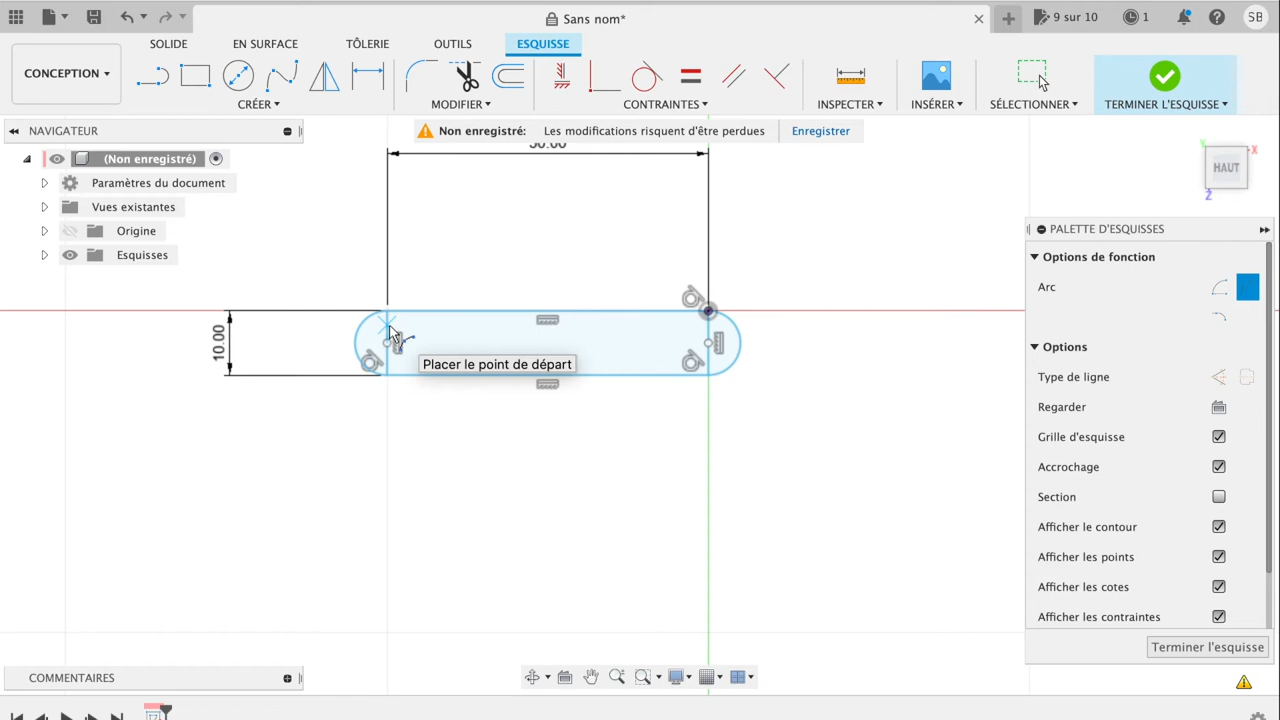 Sans nom*
9 sur 10
1
SB
SOLIDE
EN SURFACE
TÔLERIE
OUTILS
ESQUISSE
CONCEPTION
CRÉER
MODIFIER
CONTRAINTES
INSPECTER
INSÉRER
SÉLECTIONNER
TERMINER L'ESQUISSE
NAVIGATEUR
Non enregistré: Les modifications risquent d'être perdues Enregistrer
(Non enregistré)
Paramètres du document
Vues existantes
Origine
Esquisses
50.00
10.00
Placer le point de départ
HAUT
X
Y
Z
PALETTE D'ESQUISSES
Options de fonction
Arc
Options
Type de ligne
Regarder
Grille d'esquisse
Accrochage
Section
Afficher le contour
Afficher les points
Afficher les cotes
Afficher les contraintes
Terminer l'esquisse
COMMENTAIRES